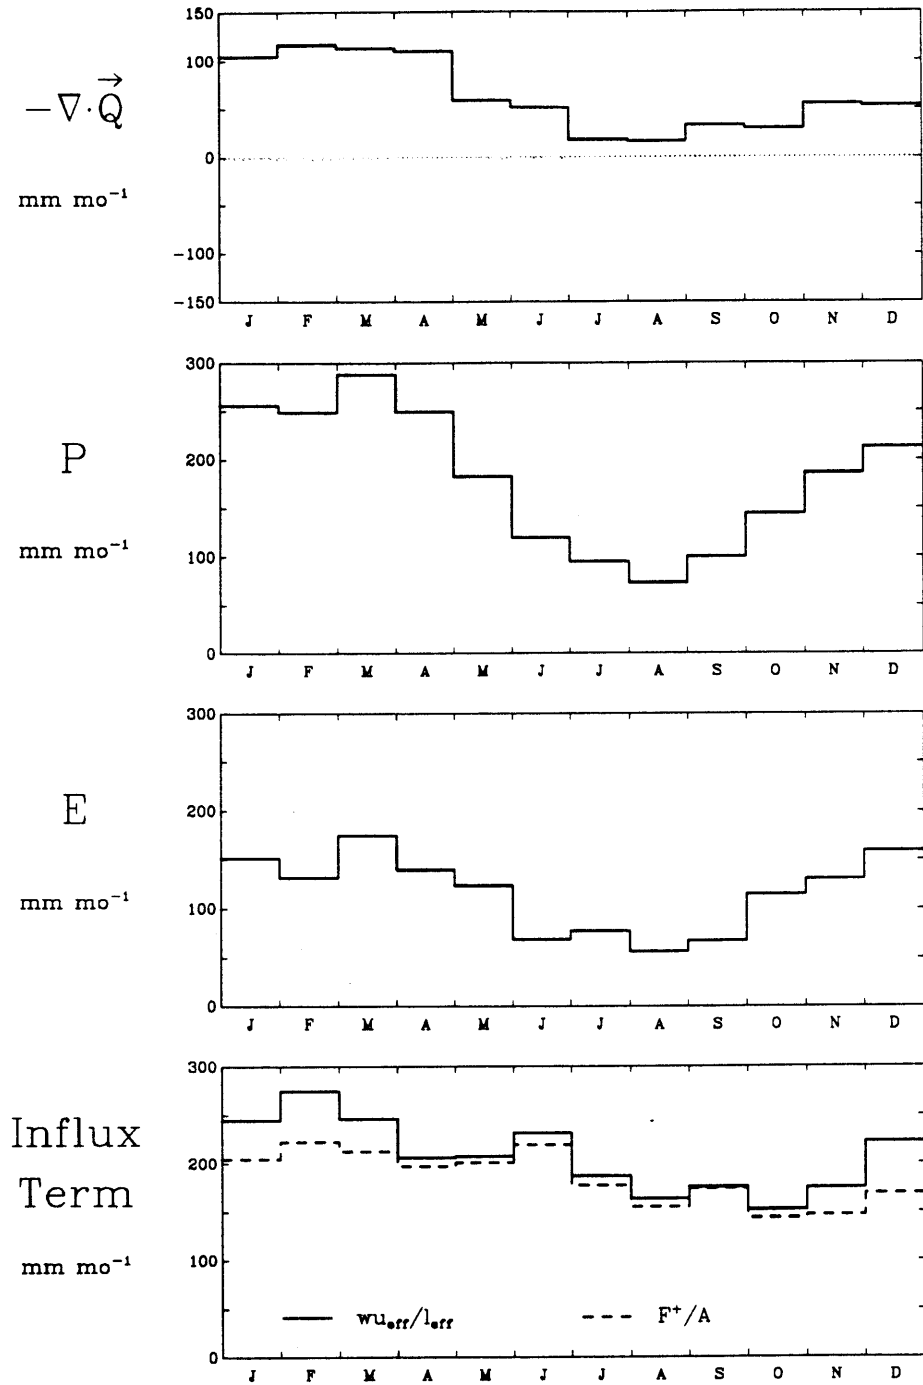 −∇·Q⃗
mm mo⁻¹
150
100
0
−100
−150
J F M A M J J A S O N D
P
mm mo⁻¹
300
200
100
0
J F M A M J J A S O N D
E
mm mo⁻¹
300
200
100
0
J F M A M J J A S O N D
Influx
Term
mm mo⁻¹
300
200
100
0
wu_eff/l_eff
F⁺/A
J F M A M J J A S O N D